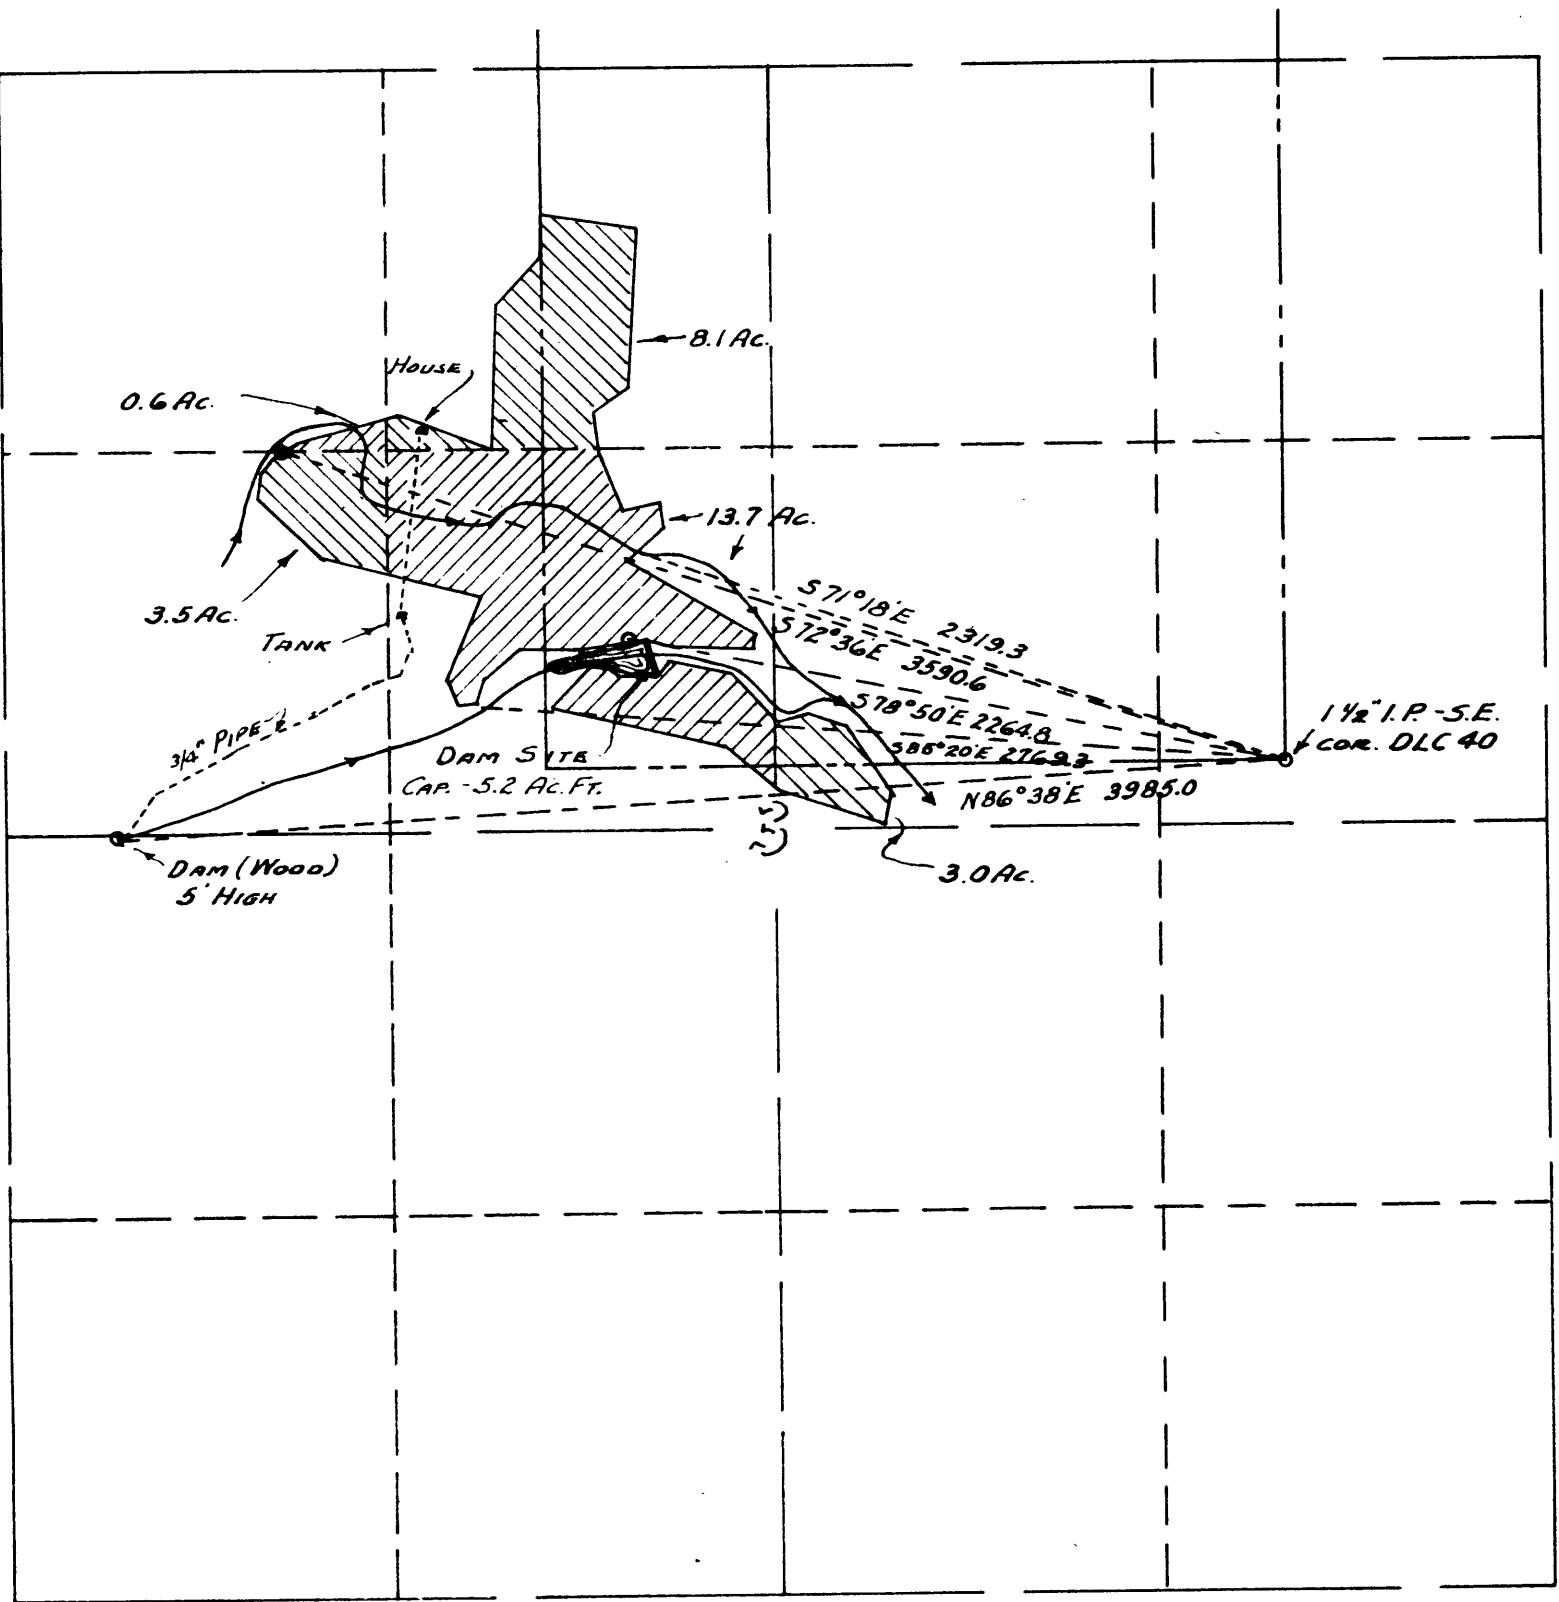 8.1 AC.
HOUSE
0.6 AC.
13.7 AC.
3.5 AC.
TANK
S71°18'E 2319.3
S72°36'E 3590.6
S78°50'E 2264.8
S86°20'E 2769.3
N86°38'E 3985.0
1 1/2" I.P. - S.E.
COR. DLC 40
3/4" PIPE
DAM SITE
CAP. - 5.2 AC. FT.
DAM (WOOD)
5' HIGH
3.0 AC.